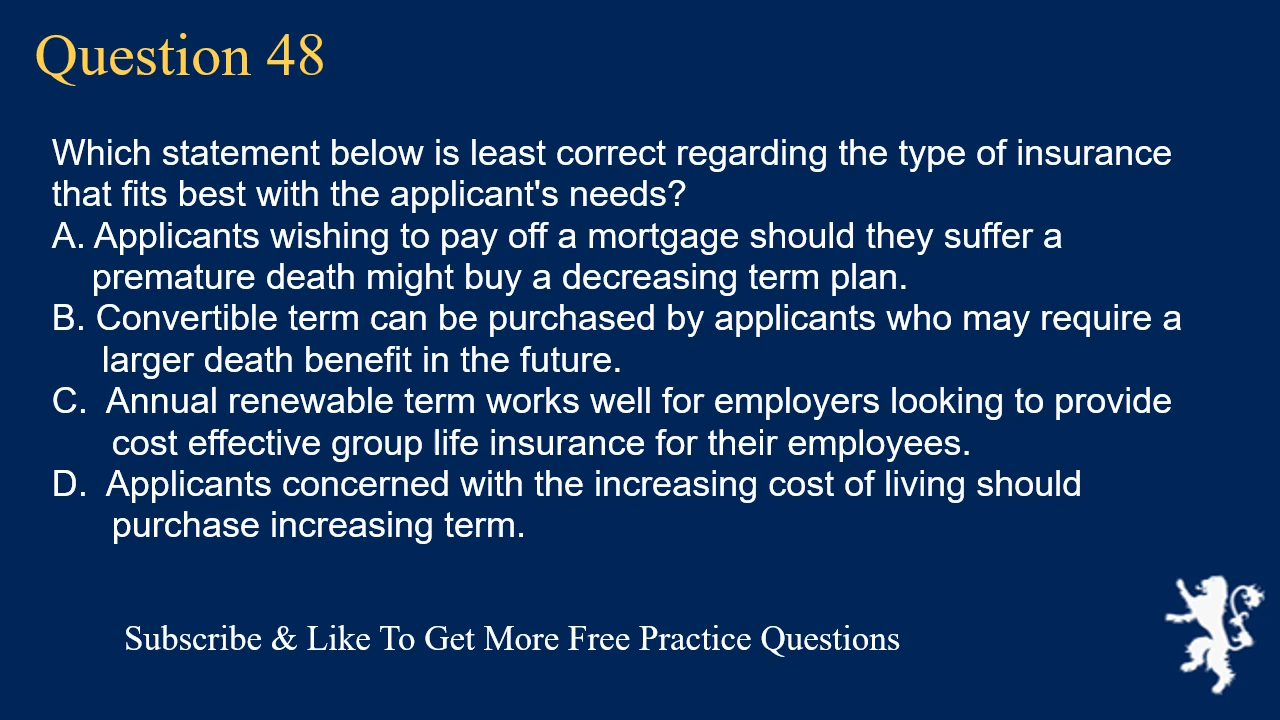 Question 48
Which statement below is least correct regarding the type of insurance
that fits best with the applicant's needs?
A. Applicants wishing to pay off a mortgage should they suffer a
premature death might buy a decreasing term plan.
B. Convertible term can be purchased by applicants who may require a
larger death benefit in the future.
C. Annual renewable term works well for employers looking to provide
cost effective group life insurance for their employees.
D. Applicants concerned with the increasing cost of living should
purchase increasing term.
Subscribe & Like To Get More Free Practice Questions